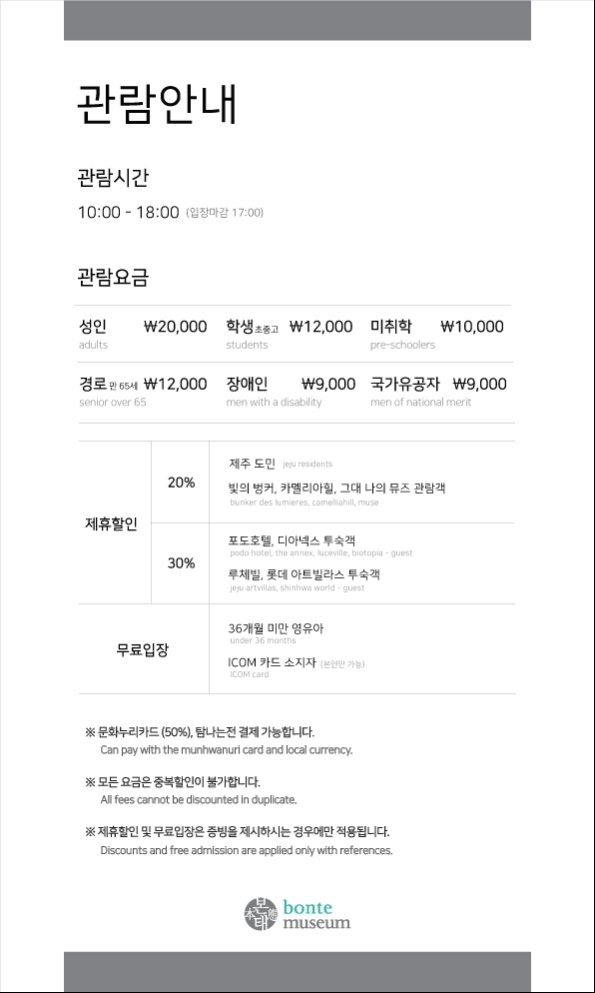 관람안내
관람시간
10:00 - 18:00 (입장마감 17:00)
관람요금
성인 ₩20,000 학생 초중고 ₩12,000 미취학 ₩10,000
adults students pre-schoolers
경로 만 65세 ₩12,000 장애인 ₩9,000 국가유공자 ₩9,000
senior over 65 men with a disability men of national merit
제휴할인
20%
제주 도민 jeju residents
빛의 벙커, 카멜리아힐, 그대 나의 뮤즈 관람객
bunker des lumieres, camelliahill, muse
30%
포도호텔, 디아넥스 투숙객
podo hotel, the annex, luceville, biotopia - guest
루체빌, 롯데 아트빌라스 투숙객
jeju artvillas, shinhwa world - guest
무료입장
36개월 미만 영유아
under 36 months
ICOM 카드 소지자 (본인만 가능)
ICOM card
※ 문화누리카드 (50%), 탐나는전 결제 가능합니다.
Can pay with the munhwanuri card and local currency.
※ 모든 요금은 중복할인이 불가합니다.
All fees cannot be discounted in duplicate.
※ 제휴할인 및 무료입장은 증빙을 제시하시는 경우에만 적용됩니다.
Discounts and free admission are applied only with references.
本본태態
bonte
museum